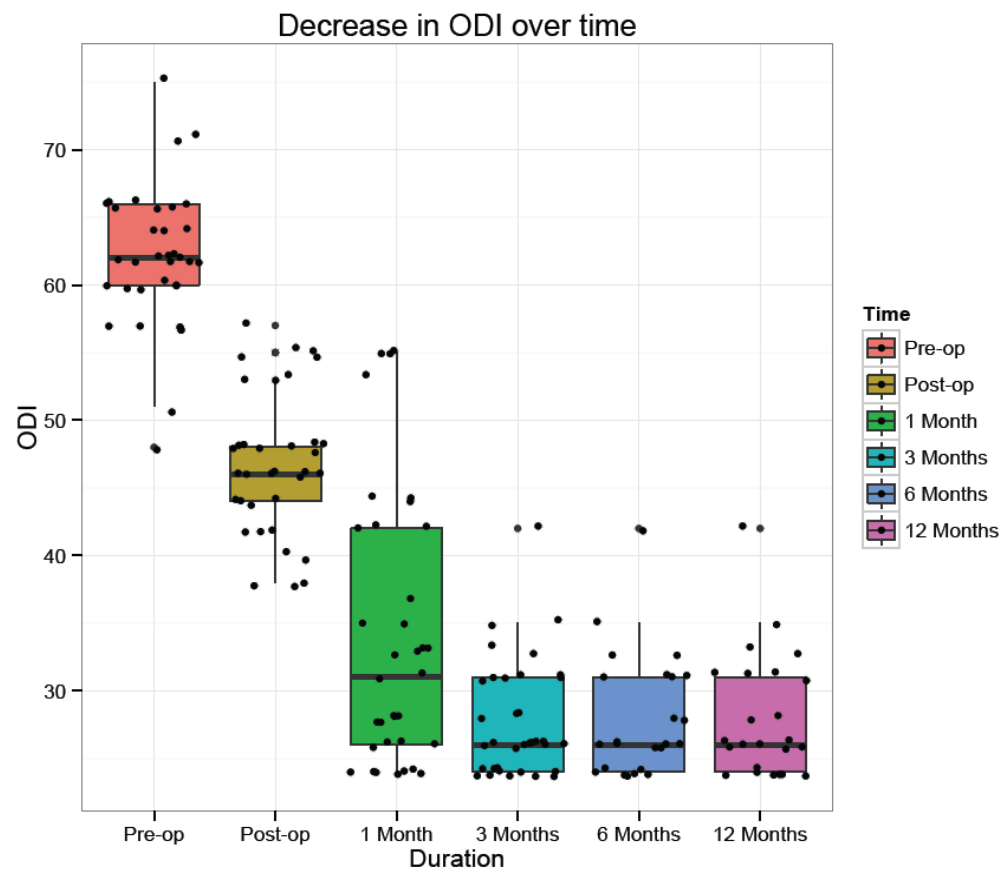 Decrease in ODI over time
70
60
50
40
30
ODI
Pre-op
Post-op
1 Month
3 Months
6 Months
12 Months
Duration
Time
Pre-op
Post-op
1 Month
3 Months
6 Months
12 Months